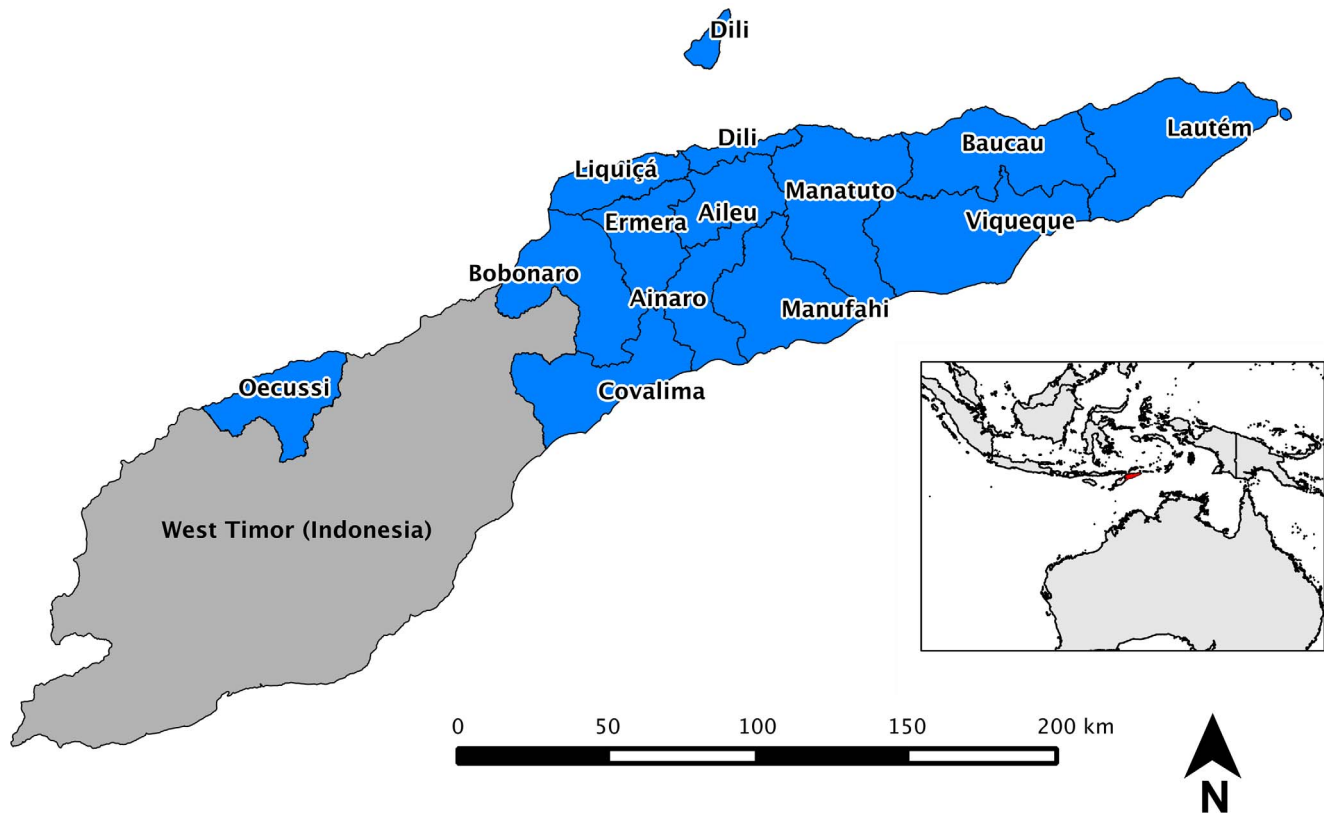 Dili
Dili
Lautém
Baucau
Liquiçá
Manatuto
Ermera
Aileu
Viqueque
Bobonaro
Ainaro
Manufahi
Oecussi
Covalima
West Timor (Indonesia)
0 50 100 150 200 km
N